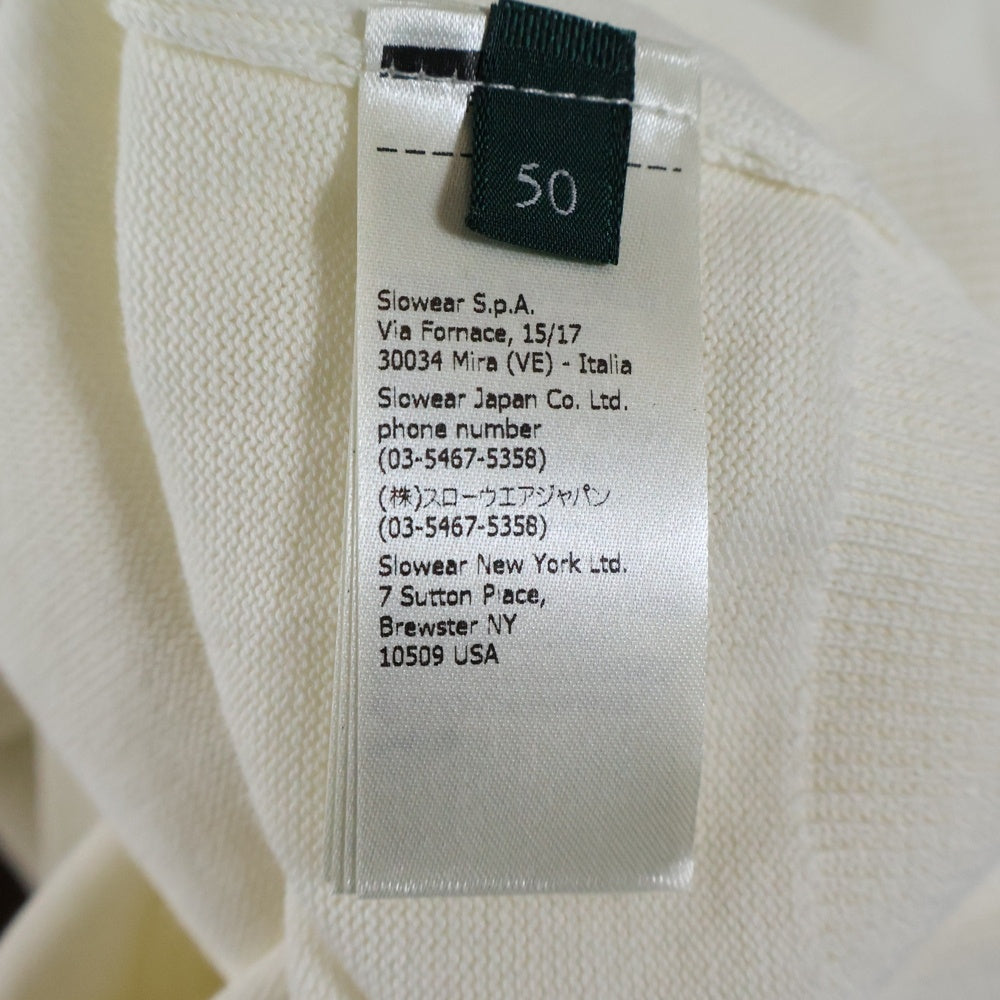 50
Slowear S.p.A.
Via Fornace, 15/17
30034 Mira (VE) - Italia
Slowear Japan Co. Ltd.
phone number
(03-5467-5358)
(株)スローウエアジャパン
(03-5467-5358)
Slowear New York Ltd.
7 Sutton Place,
Brewster NY
10509 USA